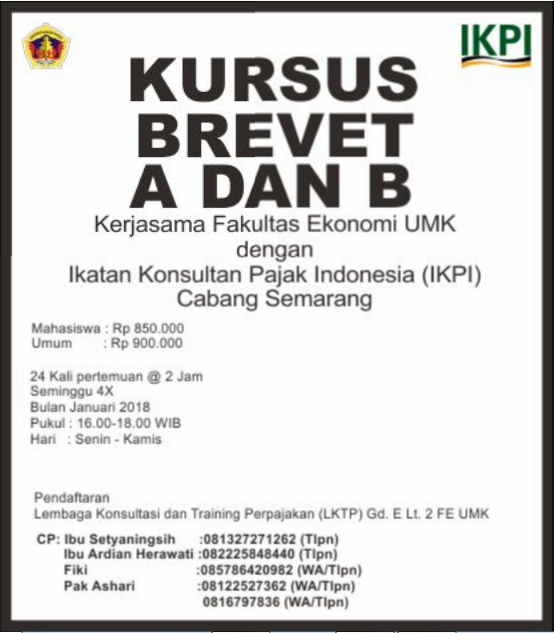 IKPI
KURSUS
BREVET
A DAN B
Kerjasama Fakultas Ekonomi UMK
dengan
Ikatan Konsultan Pajak Indonesia (IKPI)
Cabang Semarang
Mahasiswa : Rp 850.000
Umum : Rp 900.000
24 Kali pertemuan @ 2 Jam
Seminggu 4X
Bulan Januari 2018
Pukul : 16.00-18.00 WIB
Hari : Senin - Kamis
Pendaftaran
Lembaga Konsultasi dan Training Perpajakan (LKTP) Gd. E Lt. 2 FE UMK
CP: Ibu Setyaningsih :081327271262 (Tlpn)
Ibu Ardian Herawati :082225848440 (Tlpn)
Fiki :085786420982 (WA/Tlpn)
Pak Ashari :08122527362 (WA/Tlpn)
0816797836 (WA/Tlpn)